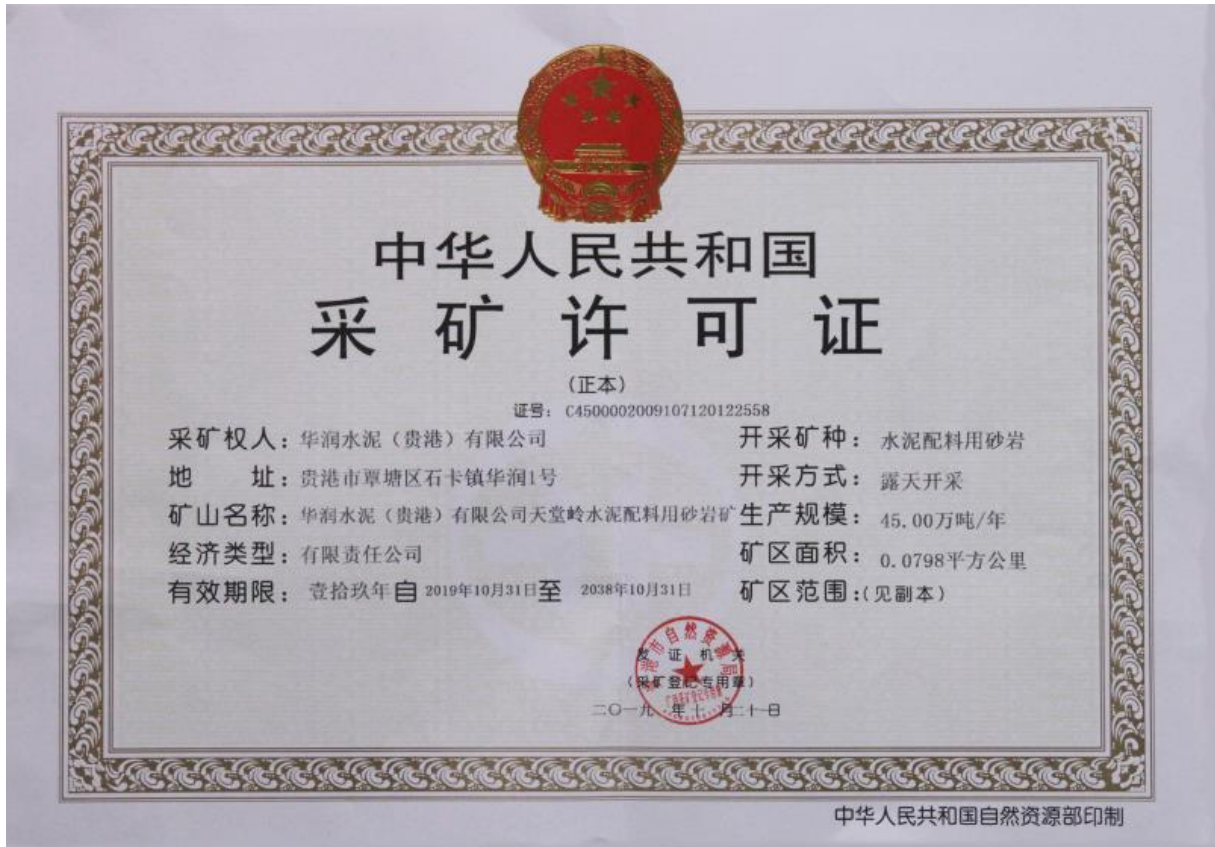 中华人民共和国
采矿许可证
(正本)
证号: C4500002009107120122558
采矿权人: 华润水泥(贵港)有限公司
开采矿种: 水泥配料用砂岩
地 址: 贵港市覃塘区石卡镇华润1号
开采方式: 露天开采
矿山名称: 华润水泥(贵港)有限公司天堂岭水泥配料用砂岩矿
生产规模: 45.00万吨/年
经济类型: 有限责任公司
矿区面积: 0.0798平方公里
有效期限: 壹拾玖年自2019年10月31日至 2038年10月31日
矿区范围:(见副本)
贵港市自然资源局
发证机关
(采矿登记专用章)
二〇一九 年 十 月二十一日
中华人民共和国自然资源部印制